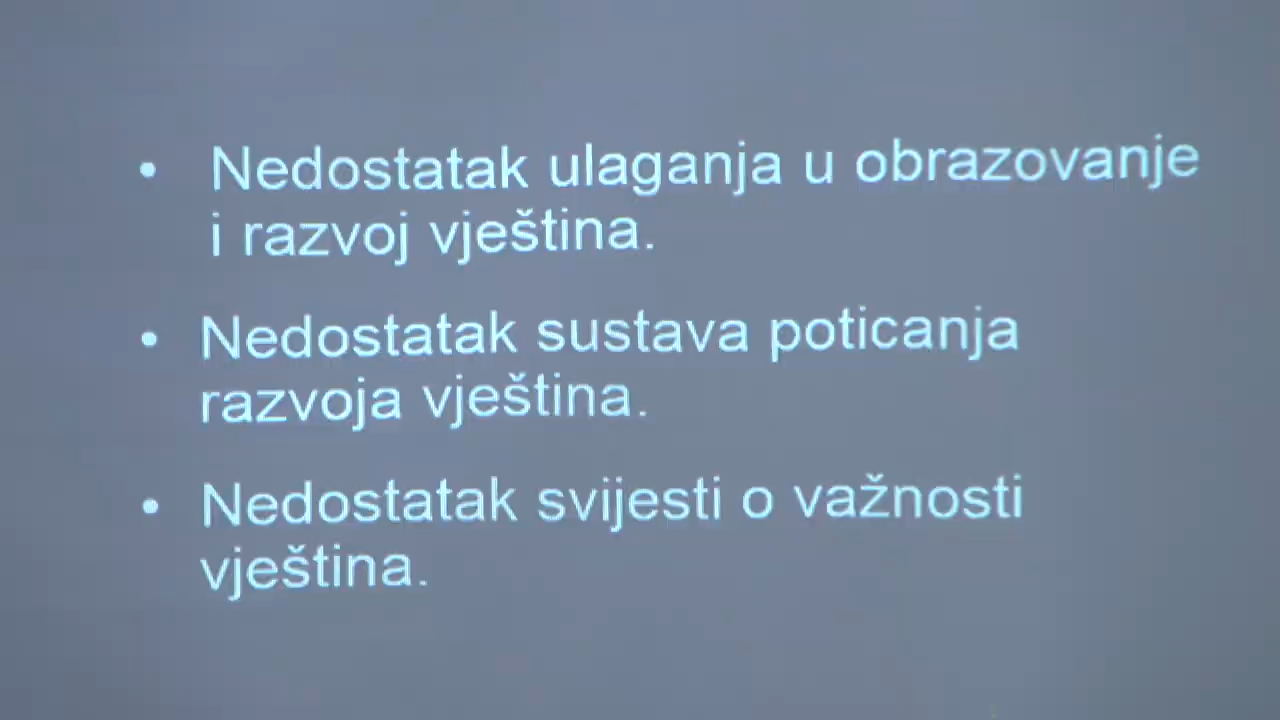 • Nedostatak ulaganja u obrazovanje
i razvoj vještina.
• Nedostatak sustava poticanja
razvoja vještina.
• Nedostatak svijesti o važnosti
vještina.